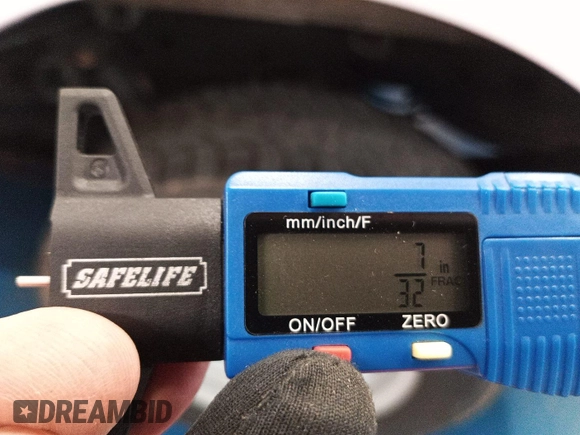 mm/inch/F
7
in
32
FRAC
SAFELIFE
ON/OFF ZERO
DREAMBID